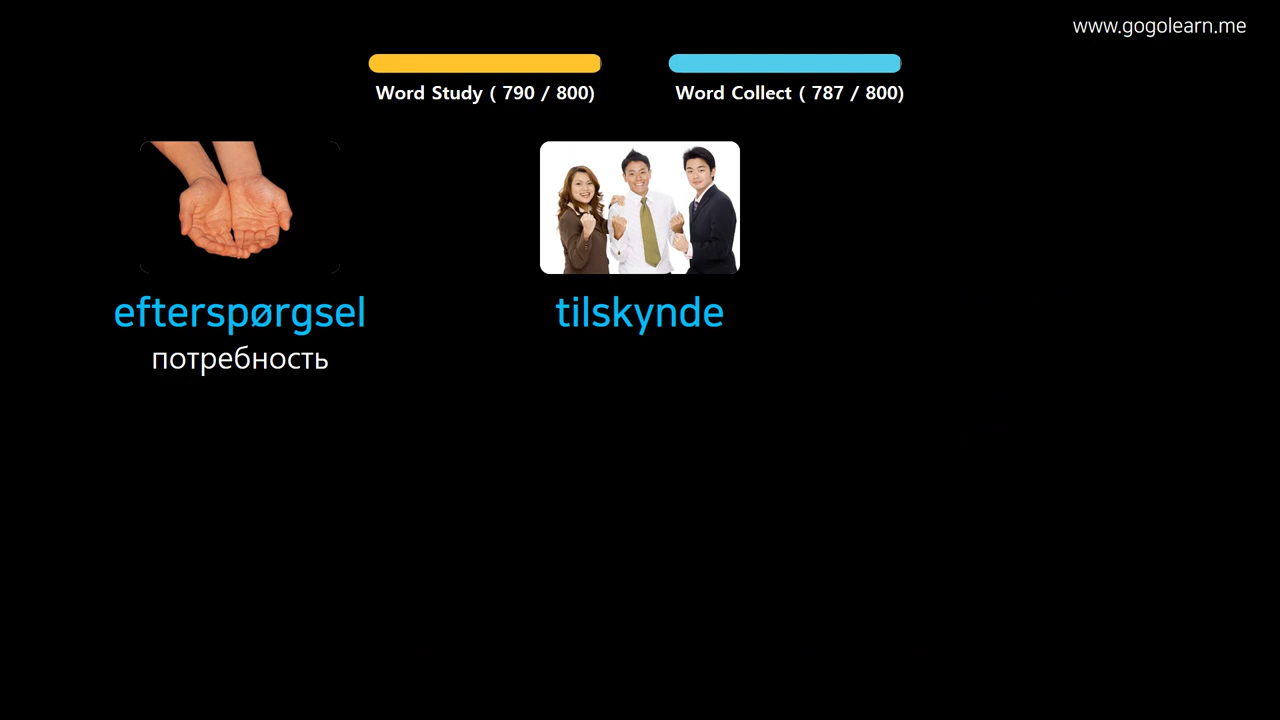 www.gogolearn.me
Word Study ( 790 / 800)
Word Collect ( 787 / 800)
efterspørgsel
потребность
tilskynde